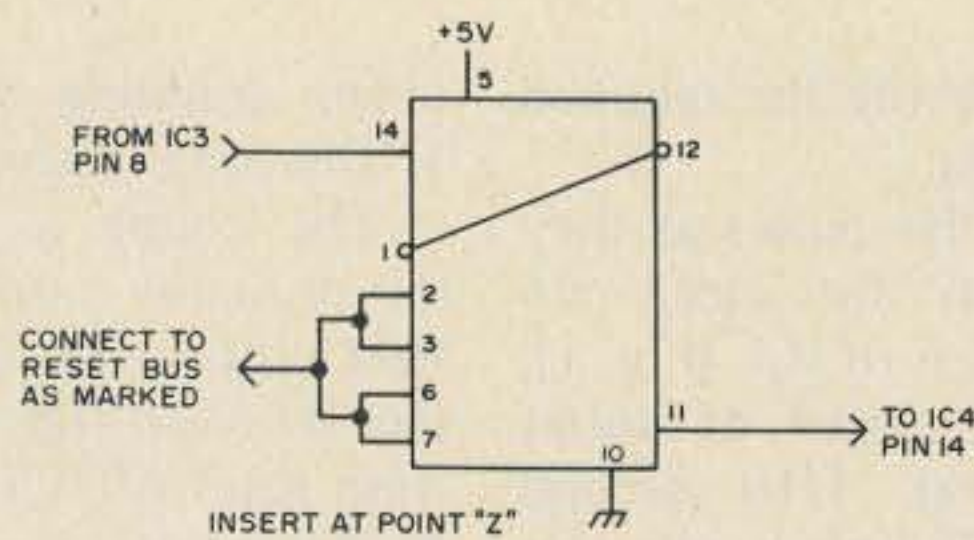 +5V
5
FROM IC3
PIN 8
14
12
1
2
CONNECT TO
RESET BUS
AS MARKED
3
6
7
11
TO IC4
PIN 14
10
INSERT AT POINT "Z"